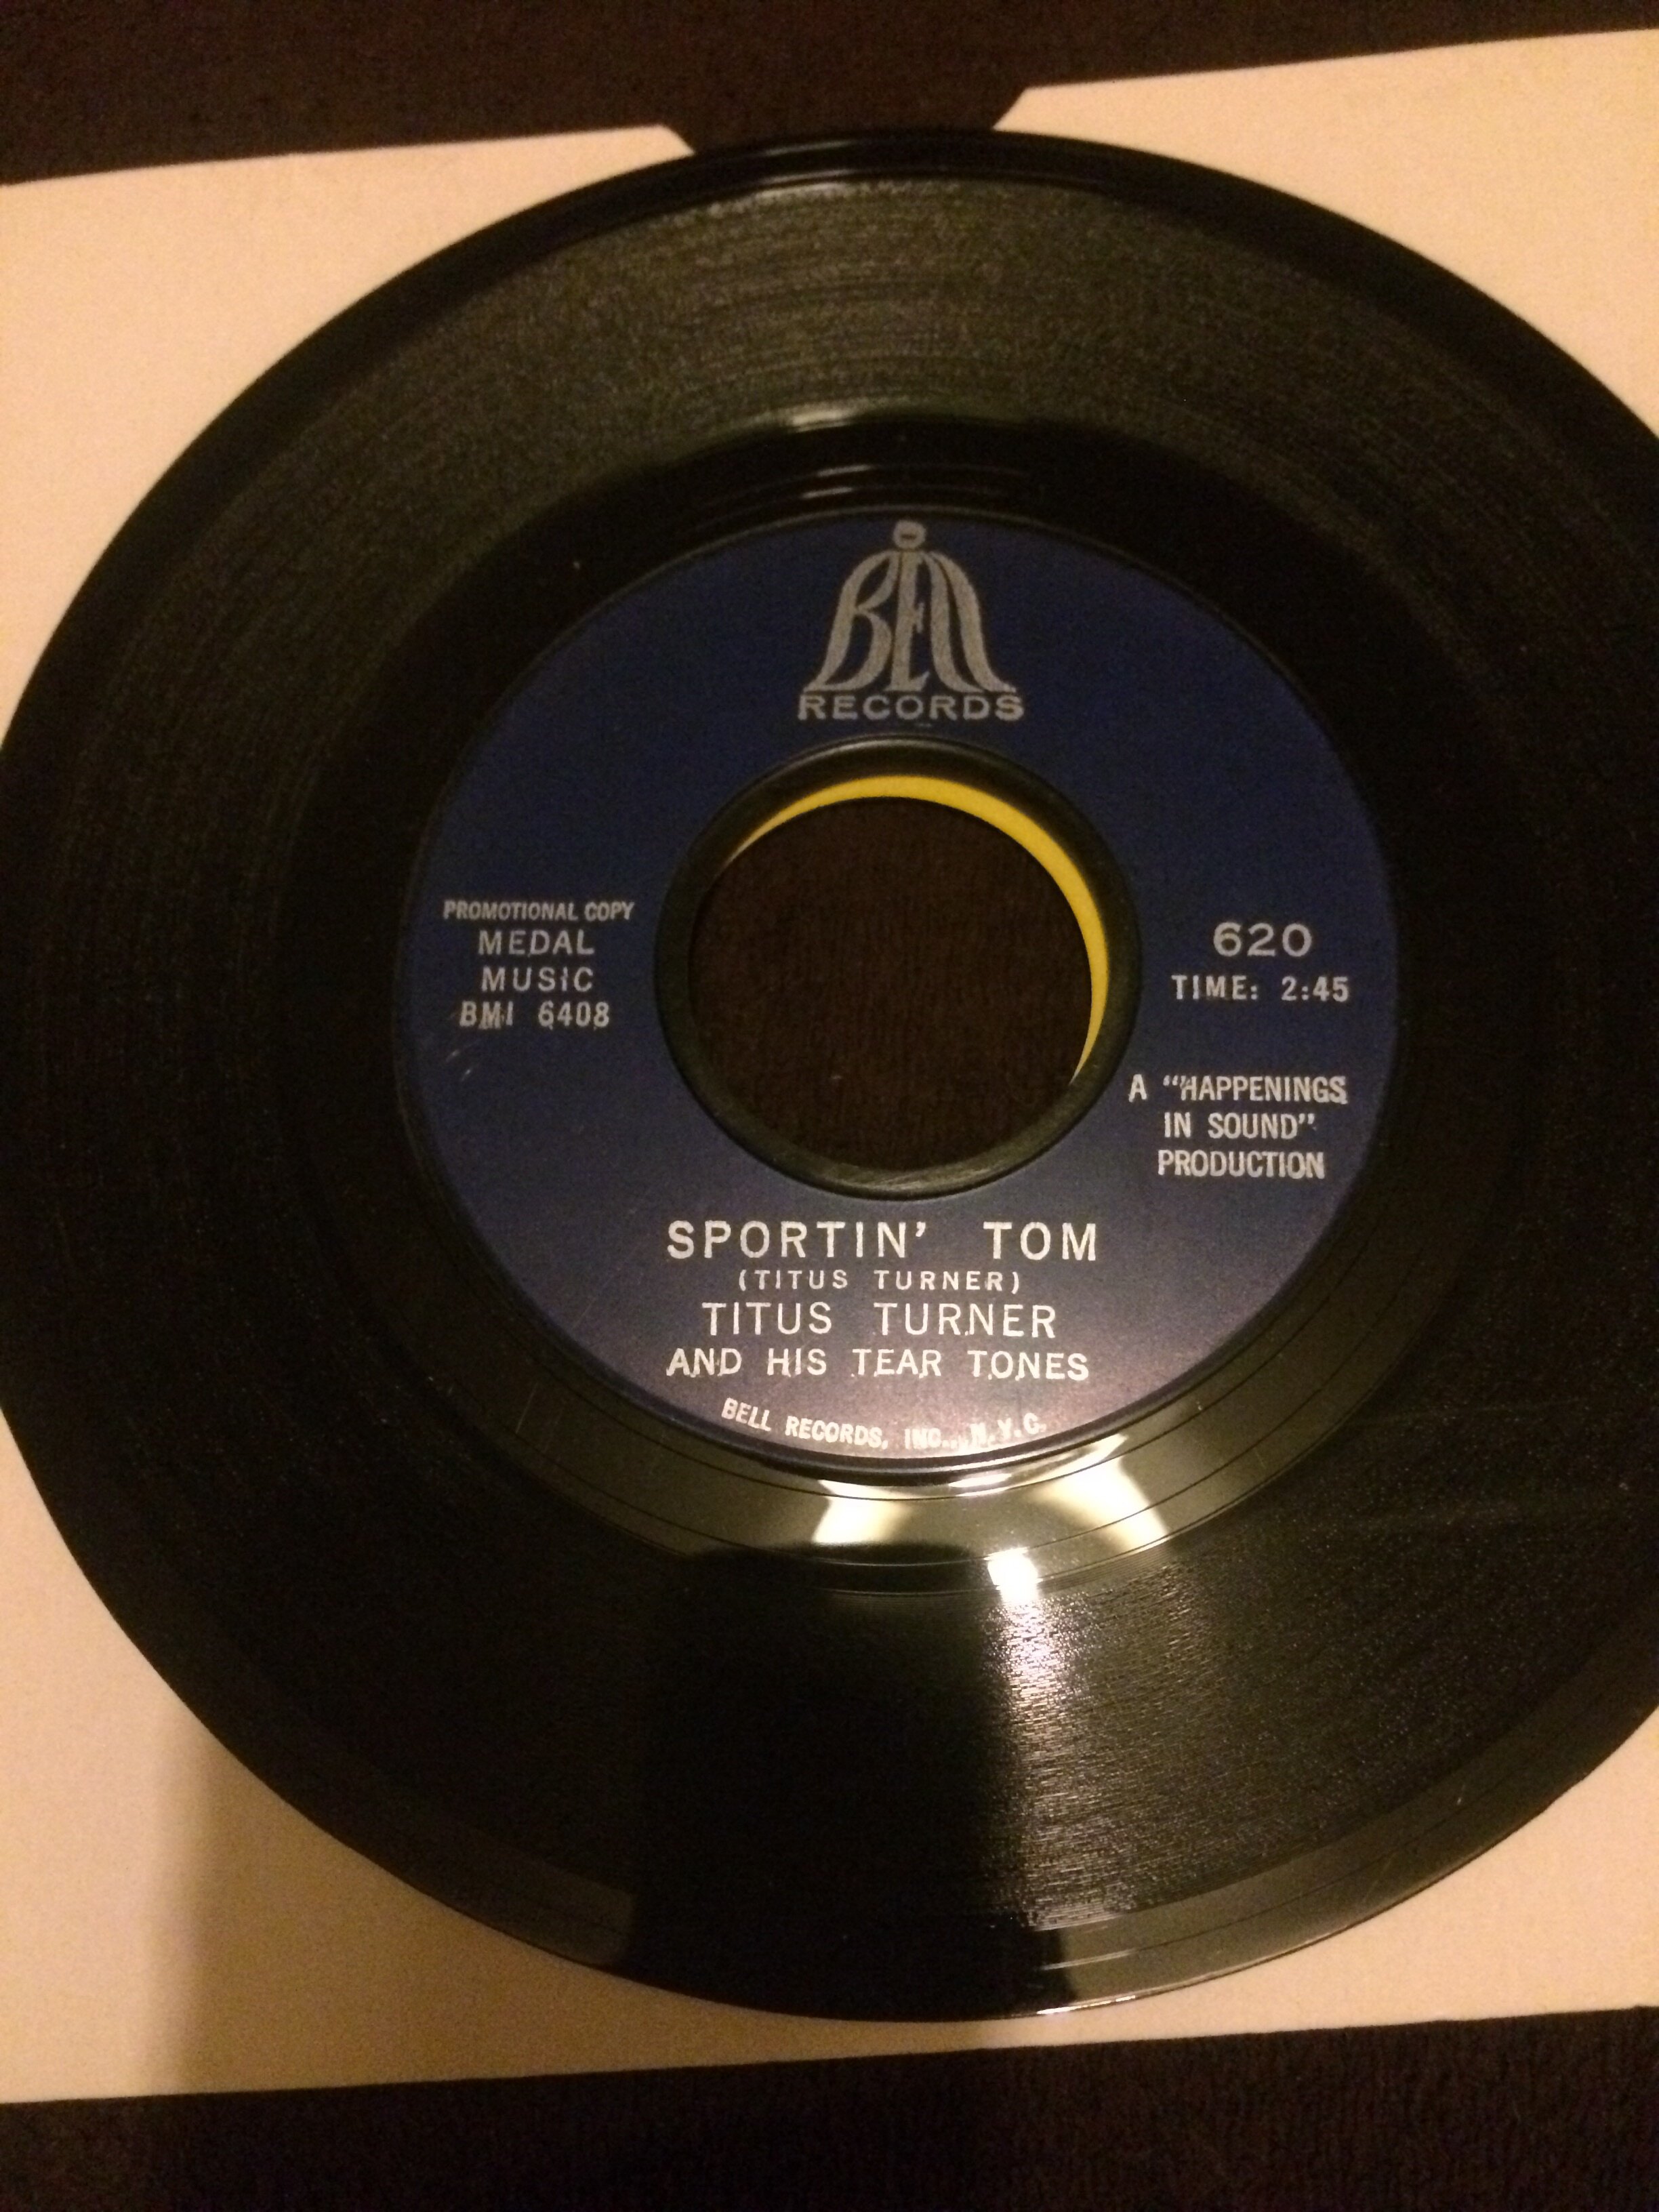 BELL
RECORDS
PROMOTIONAL COPY
MEDAL
MUSIC
BMI 6408
620
TIME: 2:45
A "HAPPENINGS
IN SOUND"
PRODUCTION
SPORTIN' TOM
(TITUS TURNER)
TITUS TURNER
AND HIS TEAR TONES
BELL RECORDS, INC., N.Y.C.